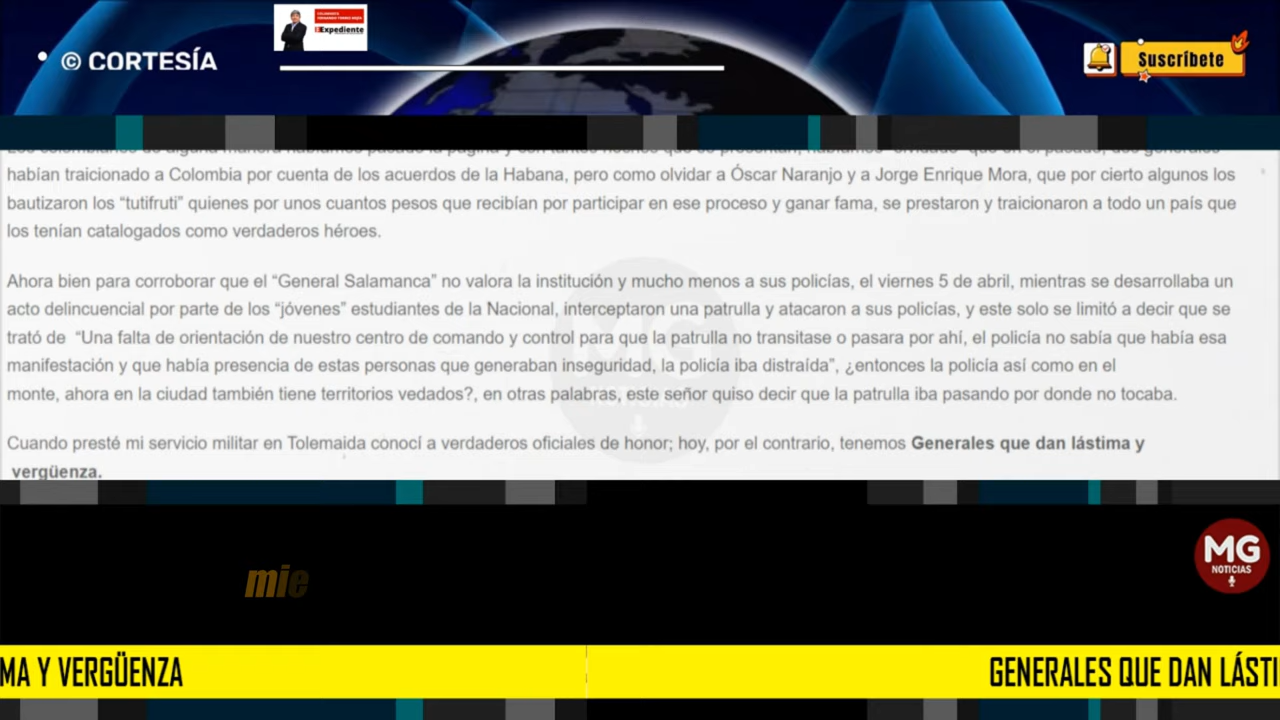 © CORTESÍA
Expediente
Suscríbete
habían traicionado a Colombia por cuenta de los acuerdos de la Habana, pero como olvidar a Óscar Naranjo y a Jorge Enrique Mora, que por cierto algunos los
bautizaron los “tutifruti” quienes por unos cuantos pesos que recibían por participar en ese proceso y ganar fama, se prestaron y traicionaron a todo un país que
los tenían catalogados como verdaderos héroes.
Ahora bien para corroborar que el “General Salamanca” no valora la institución y mucho menos a sus policías, el viernes 5 de abril, mientras se desarrollaba un
acto delincuencial por parte de los “jóvenes” estudiantes de la Nacional, interceptaron una patrulla y atacaron a sus policías, y este solo se limitó a decir que se
trató de “Una falta de orientación de nuestro centro de comando y control para que la patrulla no transitase o pasara por ahí, el policía no sabía que había esa
manifestación y que había presencia de estas personas que generaban inseguridad, la policía iba distraída”, ¿entonces la policía así como en el
monte, ahora en la ciudad también tiene territorios vedados?, en otras palabras, este señor quiso decir que la patrulla iba pasando por donde no tocaba.
Cuando presté mi servicio militar en Tolemaida conocí a verdaderos oficiales de honor; hoy, por el contrario, tenemos Generales que dan lástima y
vergüenza.
MG
NOTICIAS
mie
MA Y VERGÜENZA
GENERALES QUE DAN LÁSTI